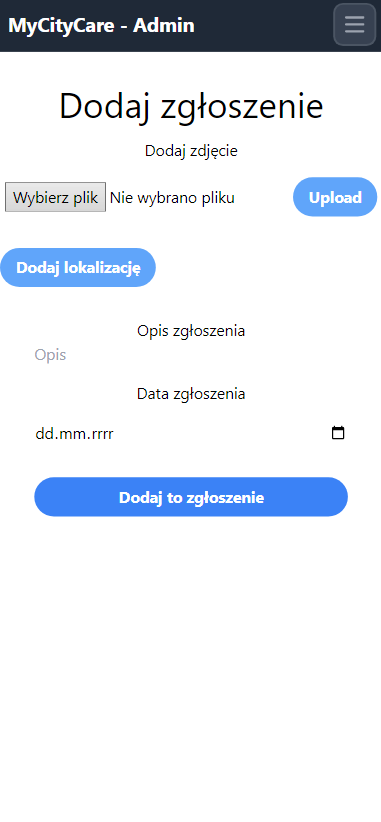 MyCityCare - Admin
Dodaj zgłoszenie
Dodaj zdjęcie
Wybierz plik Nie wybrano pliku Upload
Dodaj lokalizację
Opis zgłoszenia
Opis
Data zgłoszenia
dd.mm.rrrr
Dodaj to zgłoszenie